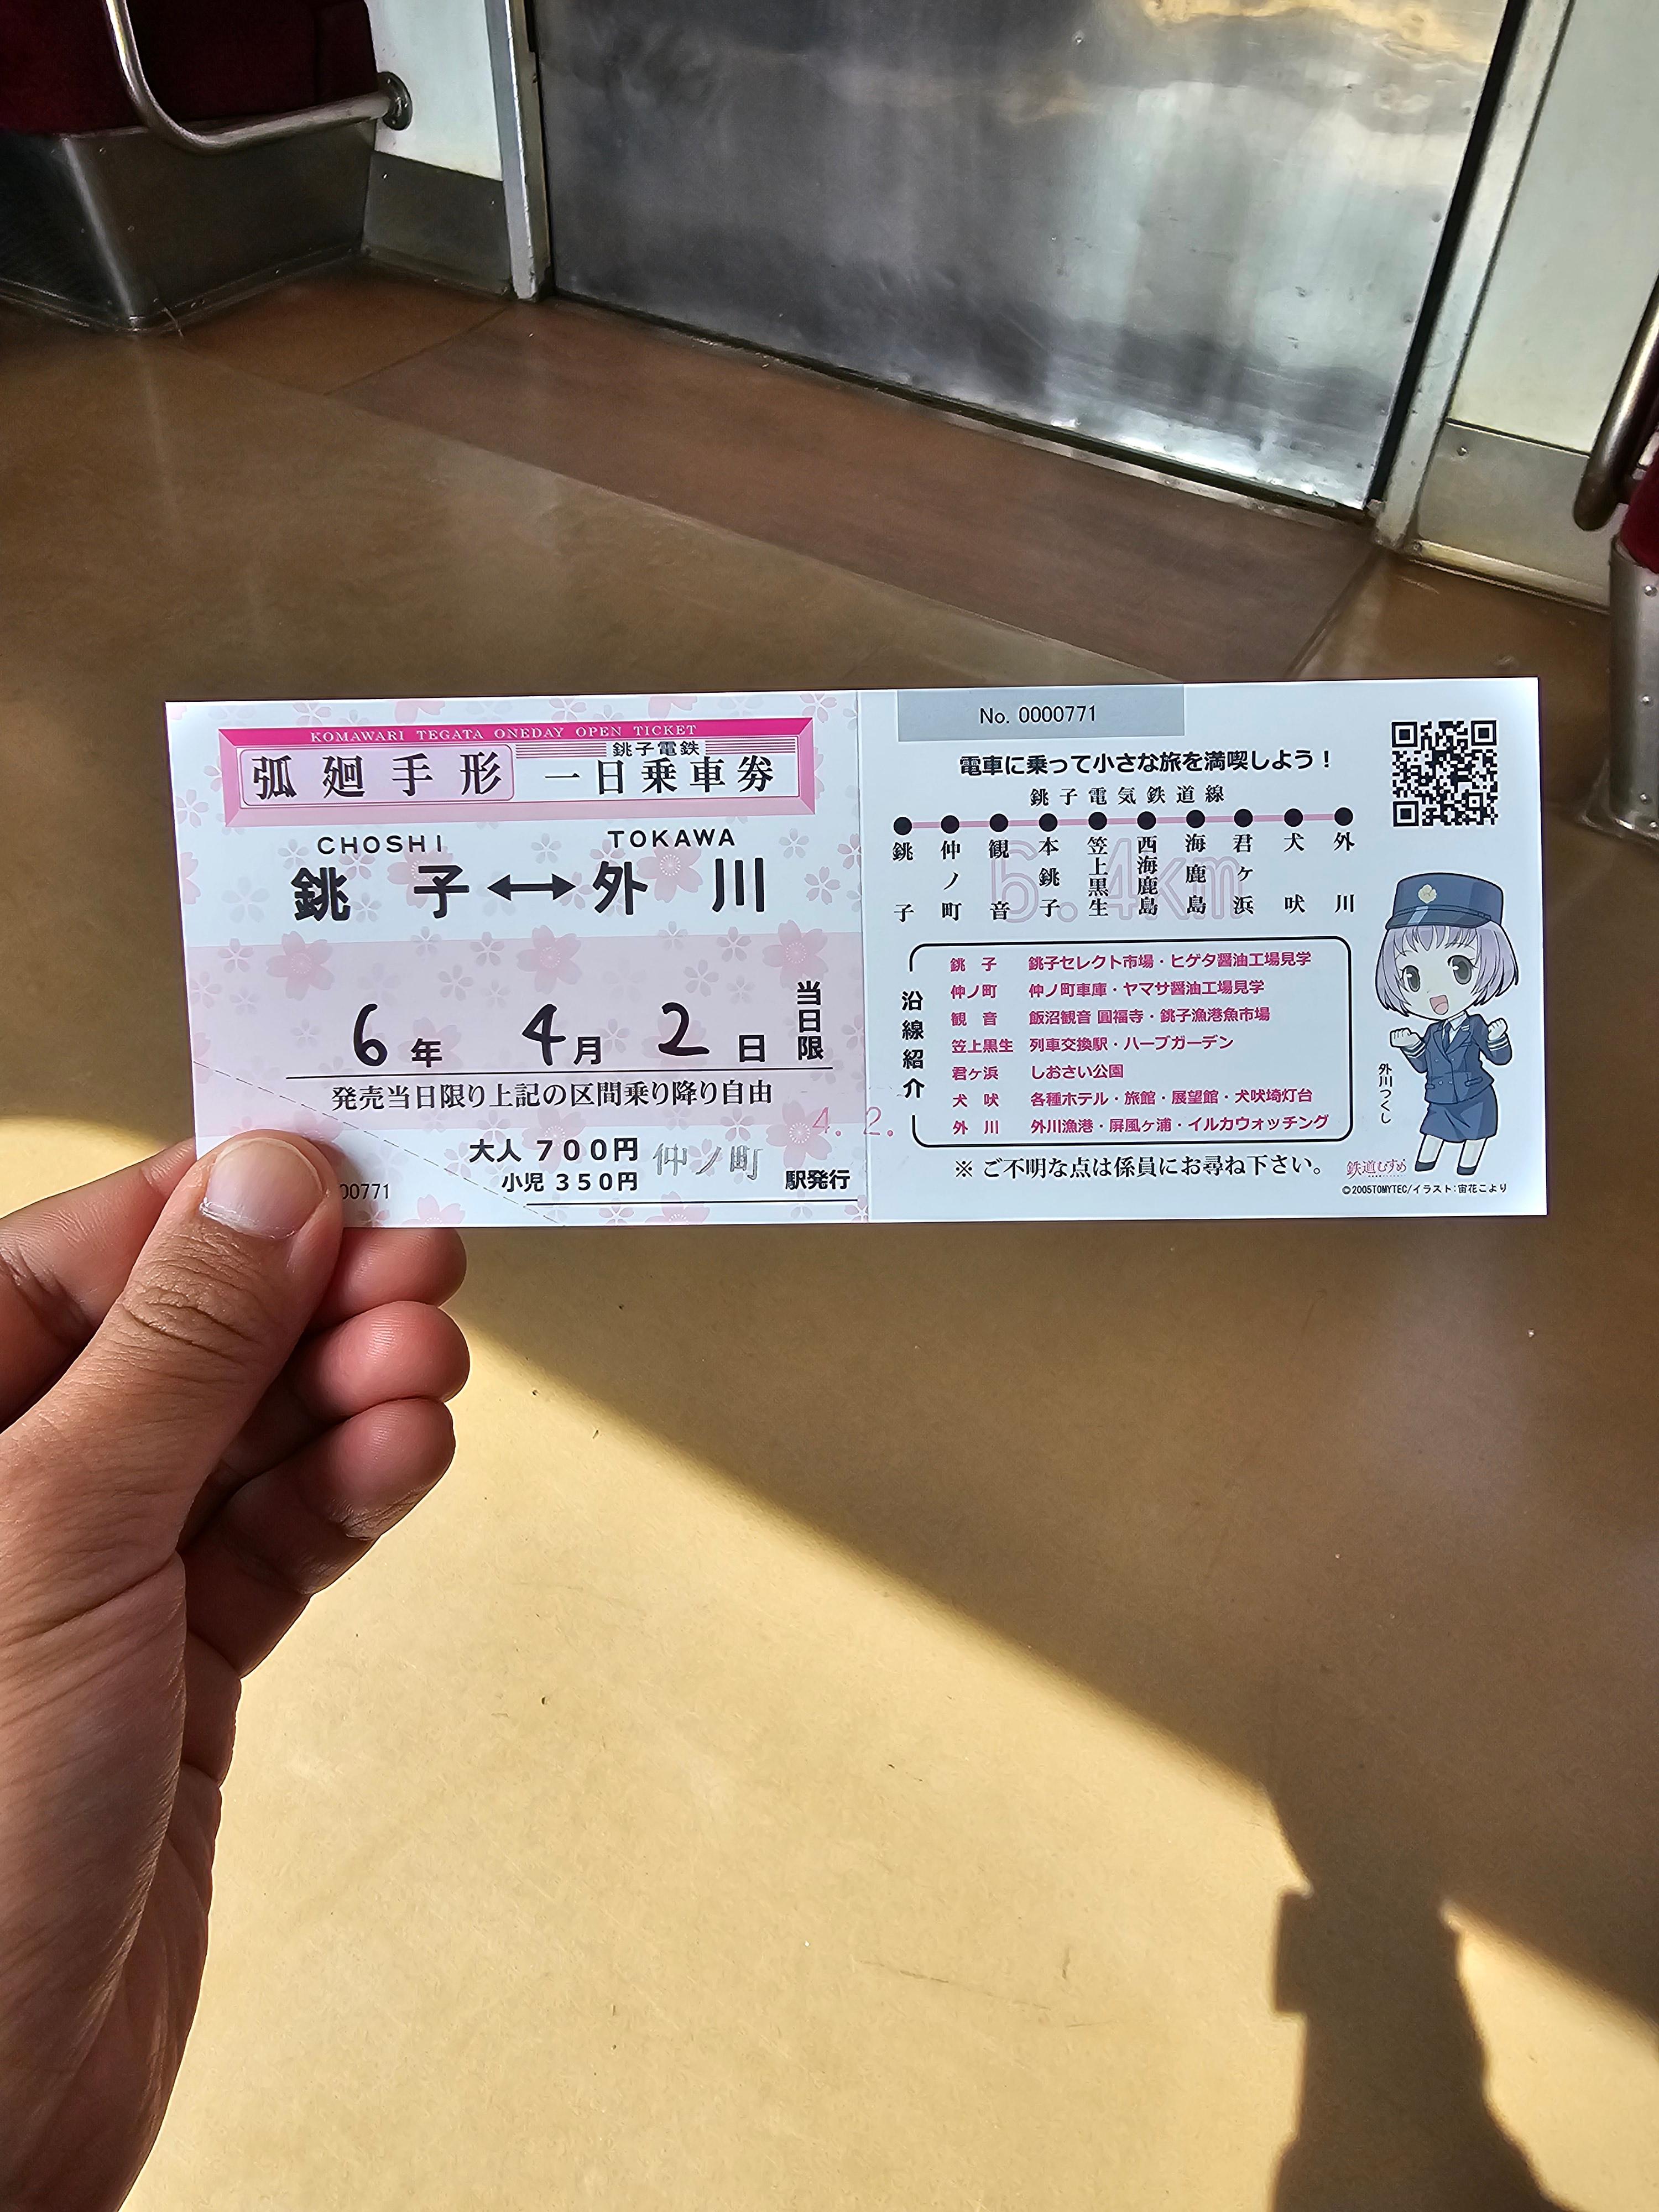 KOMAWARI TEGATA ONEDAY OPEN TICKET
弧廻手形
銚子電鉄
一日乗車券
CHOSHI TOKAWA
銚子↔外川
6年 4月 2日
当日限
発売当日限り上記の区間乗り降り自由
大人 700円
小児 350円
仲ノ町 駅発行
00771
4.2.
No. 0000771
電車に乗って小さな旅を満喫しよう!
銚子電気鉄道線
銚子 仲ノ町 観音 本銚子 笠上黒生 西海鹿島 海鹿島 君ヶ浜 犬吠 外川
6.4km
沿線紹介
銚子 銚子セレクト市場・ヒゲタ醤油工場見学
仲ノ町 仲ノ町車庫・ヤマサ醤油工場見学
観音 飯沼観音 圓福寺・銚子漁港魚市場
笠上黒生 列車交換駅・ハーブガーデン
君ヶ浜 しおさい公園
犬吠 各種ホテル・旅館・展望館・犬吠埼灯台
外川 外川漁港・屏風ヶ浦・イルカウォッチング
※ ご不明な点は係員にお尋ね下さい。
外川つくし
鉄道むすめ
©2005TOMYTEC/イラスト:宙花こより